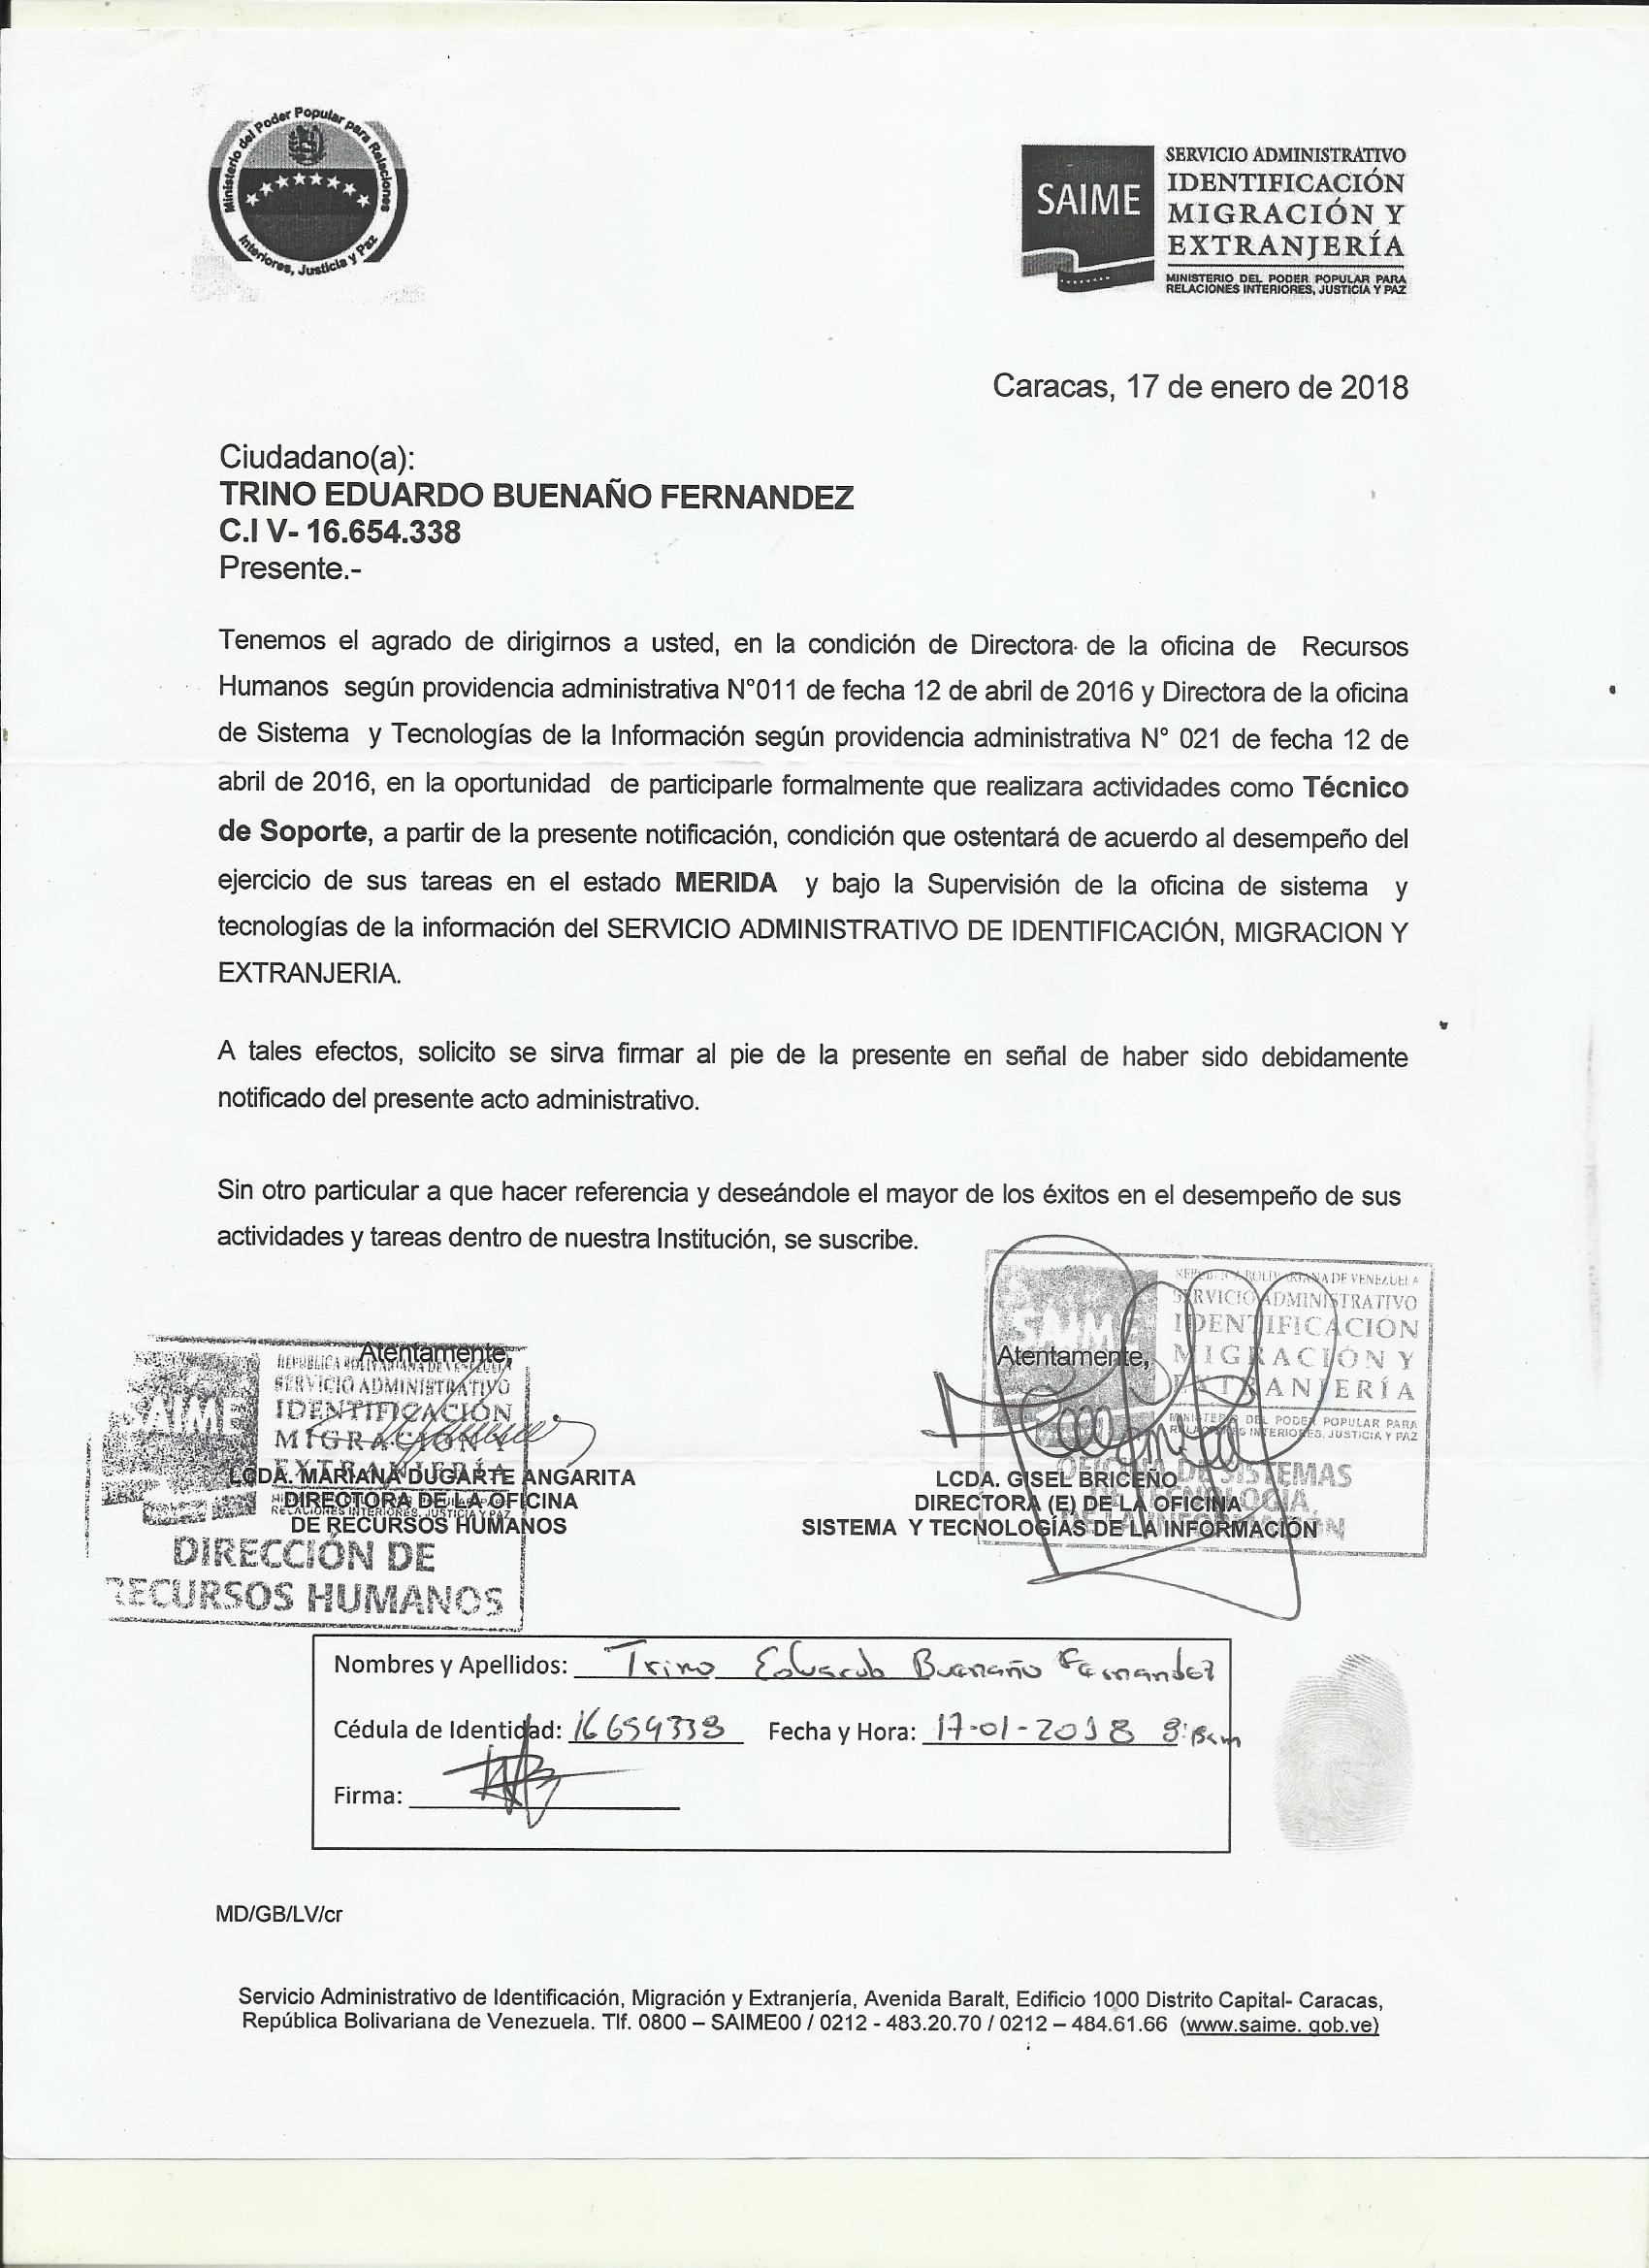 Ministerio del Poder Popular para Relaciones
Interiores, Justicia y Paz
SAIME
SERVICIO ADMINISTRATIVO
IDENTIFICACIÓN
MIGRACIÓN Y
EXTRANJERÍA
MINISTERIO DEL PODER POPULAR PARA
RELACIONES INTERIORES, JUSTICIA Y PAZ
Caracas, 17 de enero de 2018
Ciudadano(a):
TRINO EDUARDO BUENAÑO FERNANDEZ
C.I V- 16.654.338
Presente.-
Tenemos el agrado de dirigirnos a usted, en la condición de Directora de la oficina de Recursos
Humanos según providencia administrativa N°011 de fecha 12 de abril de 2016 y Directora de la oficina
de Sistema y Tecnologías de la Información según providencia administrativa N° 021 de fecha 12 de
abril de 2016, en la oportunidad de participarle formalmente que realizara actividades como Técnico
de Soporte, a partir de la presente notificación, condición que ostentará de acuerdo al desempeño del
ejercicio de sus tareas en el estado MERIDA y bajo la Supervisión de la oficina de sistema y
tecnologías de la información del SERVICIO ADMINISTRATIVO DE IDENTIFICACIÓN, MIGRACION Y
EXTRANJERIA.
A tales efectos, solicito se sirva firmar al pie de la presente en señal de haber sido debidamente
notificado del presente acto administrativo.
Sin otro particular a que hacer referencia y deseándole el mayor de los éxitos en el desempeño de sus
actividades y tareas dentro de nuestra Institución, se suscribe.
Atentamente,
REPUBLICA BOLIVARIANA DE VENEZUELA
SERVICIO ADMINISTRATIVO
SAIME
IDENTIFICACIÓN
MIGRACIÓN Y
EXTRANJERÍA
LCDA. MARIANA DUGARTE ANGARITA
DIRECTORA DE LA OFICINA
RELACIONES INTERIORES, JUSTICIA Y PAZ
DE RECURSOS HUMANOS
DIRECCIÓN DE
RECURSOS HUMANOS
REPUBLICA BOLIVARIANA DE VENEZUELA
SERVICIO ADMINISTRATIVO
SAIME
IDENTIFICACION
Atentamente,
MIGRACIÓN Y
EXTRANJERÍA
MINISTERIO DEL PODER POPULAR PARA
RELACIONES INTERIORES, JUSTICIA Y PAZ
OFICINA DE SISTEMAS
LCDA. GISEL BRICEÑO
DE TECNOLOGIA,
DIRECTORA (E) DE LA OFICINA
DE LA INFORMACIÓN
SISTEMA Y TECNOLOGÍAS DE LA INFORMACIÓN
Nombres y Apellidos: Trino Eduardo Buenaño Fernandez
Cédula de Identidad: 16654338 Fecha y Hora: 17-01-2018
Firma:
MD/GB/LV/cr
Servicio Administrativo de Identificación, Migración y Extranjería, Avenida Baralt, Edificio 1000 Distrito Capital- Caracas,
República Bolivariana de Venezuela. Tlf. 0800 – SAIME00 / 0212 - 483.20.70 / 0212 – 484.61.66 (www.saime. gob.ve)